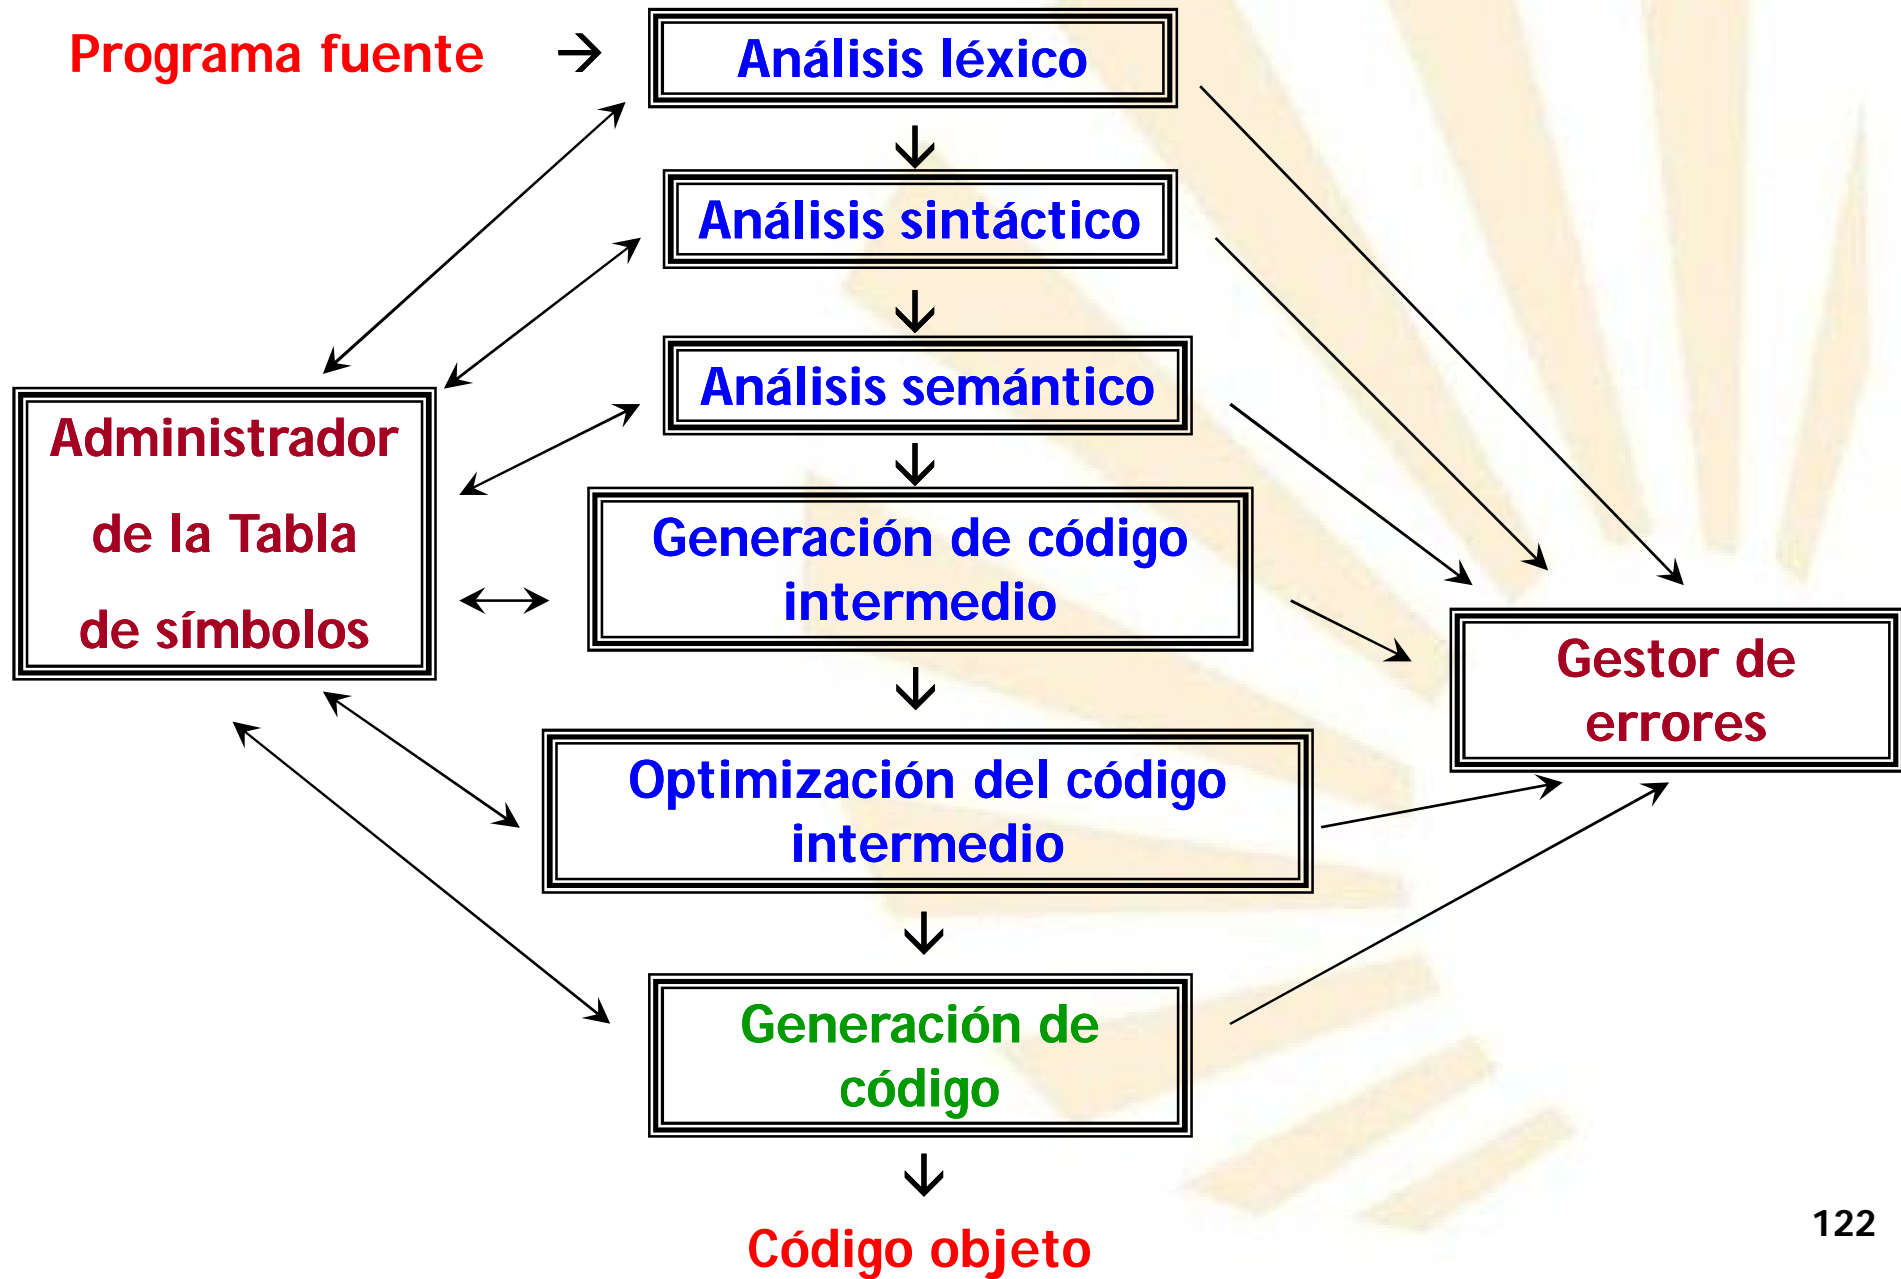 Programa fuente →
Análisis léxico
Análisis sintáctico
Análisis semántico
Administrador
de la Tabla
de símbolos
Generación de código
intermedio
Gestor de
errores
Optimización del código
intermedio
Generación de
código
Código objeto
122